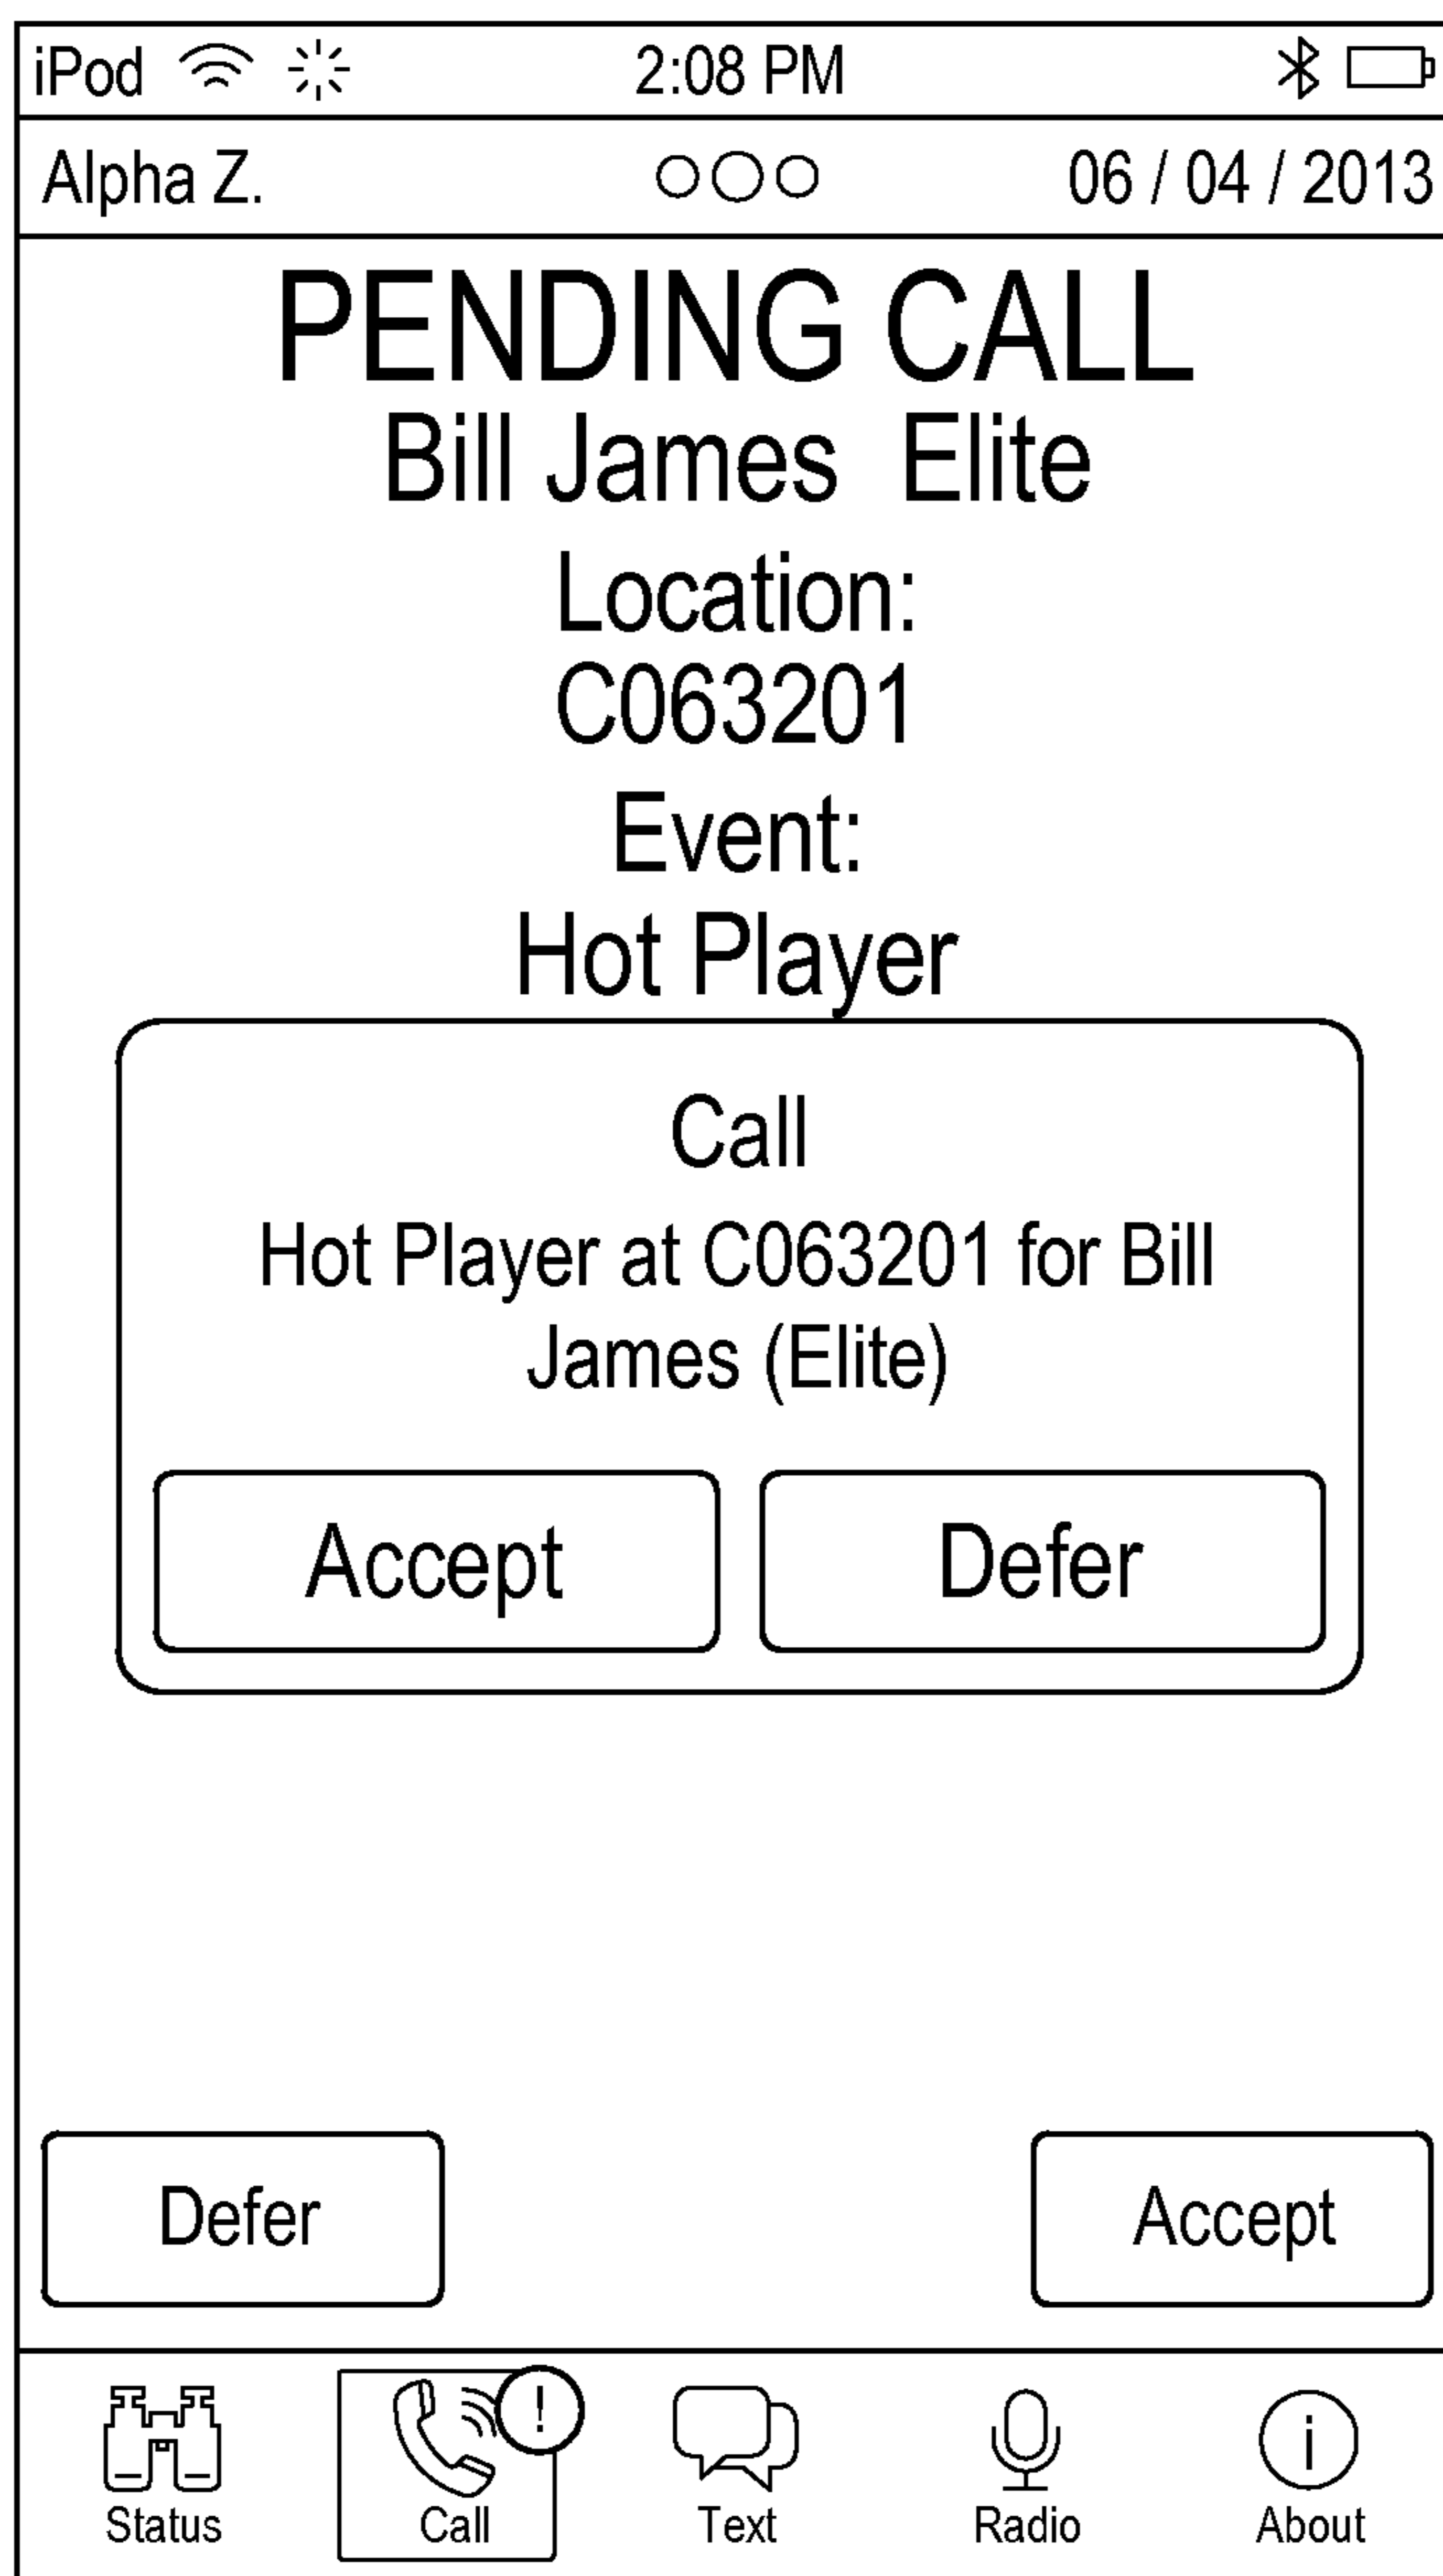 iPod 2:08 PM
Alpha Z. 06 / 04 / 2013
PENDING CALL
Bill James Elite
Location:
C063201
Event:
Hot Player
Call
Hot Player at C063201 for Bill
James (Elite)
Accept Defer
Defer Accept
!
i
Status Call Text Radio About